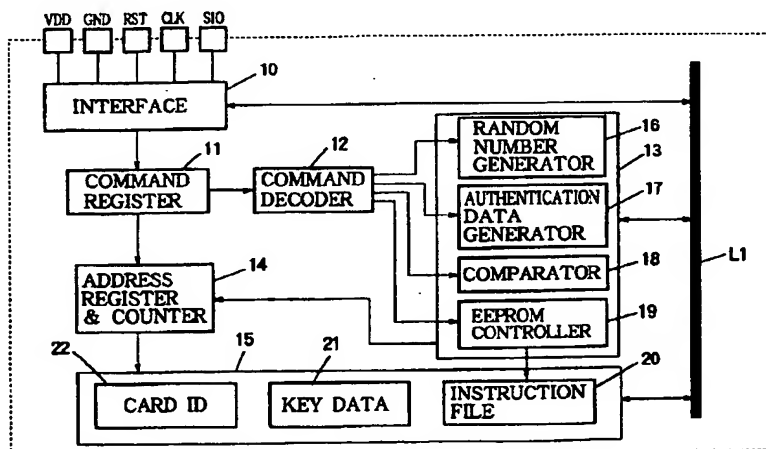 VDD GND RST CLK SIO
10
INTERFACE
11
COMMAND
REGISTER
12
COMMAND
DECODER
RANDOM
NUMBER
GENERATOR
16
13
AUTHENTICATION
DATA
GENERATOR
17
COMPARATOR
18
L1
14
ADDRESS
REGISTER
& COUNTER
EEPROM
CONTROLLER
19
22
15
21
20
CARD ID
KEY DATA
INSTRUCTION
FILE